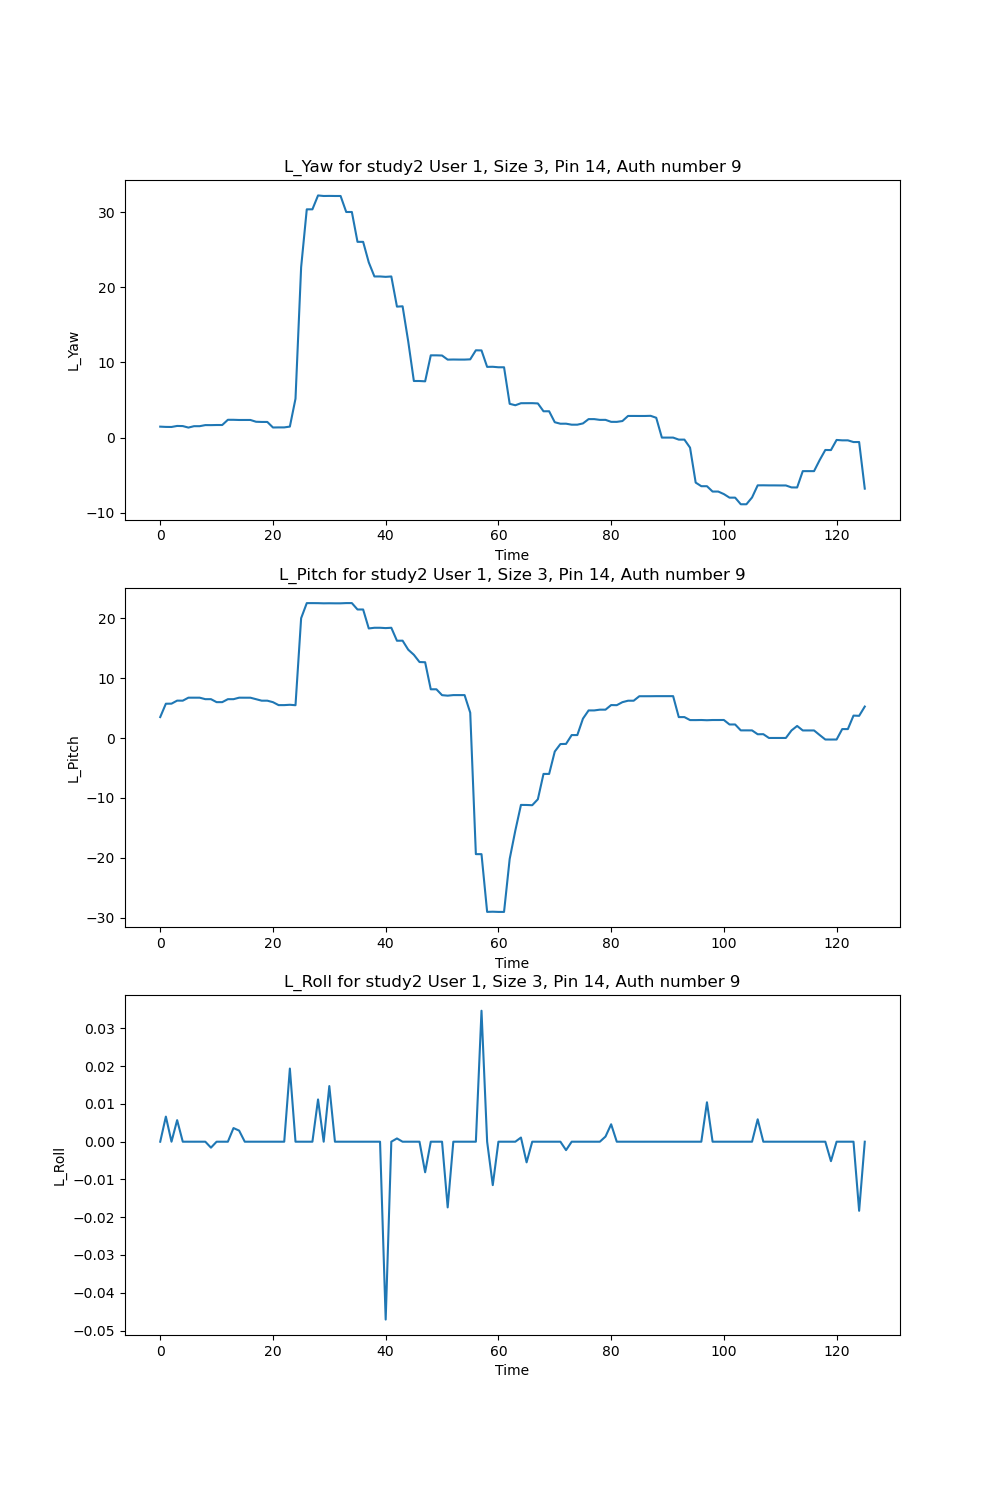 L_Yaw for study2 User 1, Size 3, Pin 14, Auth number 9
30
20
10
0
−10
L_Yaw
0 20 40 60 80 100 120
Time
L_Pitch for study2 User 1, Size 3, Pin 14, Auth number 9
20
10
0
−10
−20
−30
L_Pitch
0 20 40 60 80 100 120
Time
L_Roll for study2 User 1, Size 3, Pin 14, Auth number 9
0.03
0.02
0.01
0.00
−0.01
−0.02
−0.03
−0.04
−0.05
L_Roll
0 20 40 60 80 100 120
Time